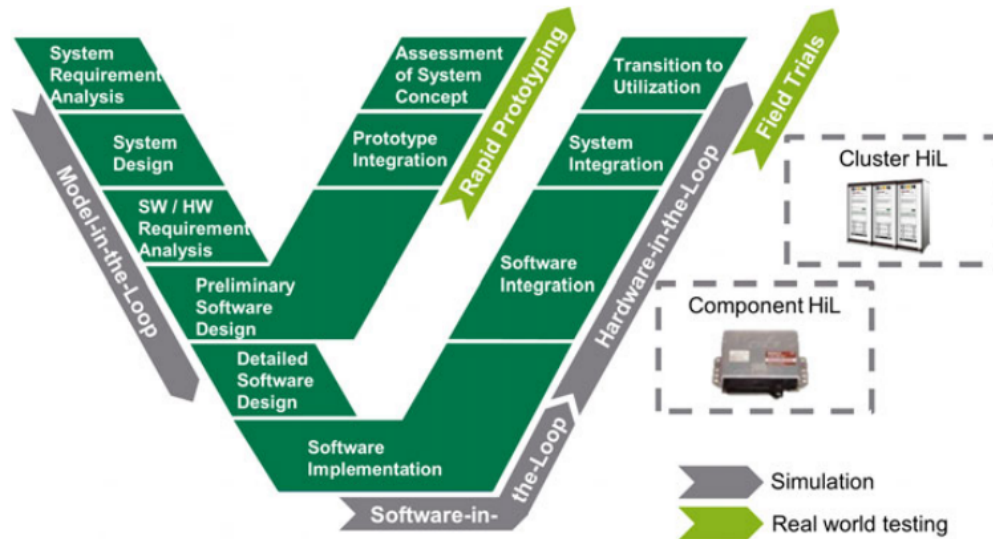 System
Requirement
Analysis
System
Design
SW / HW
Requirement
Analysis
Preliminary
Software
Design
Detailed
Software
Design
Software
Implementation
Assessment
of System
Concept
Prototype
Integration
Transition to
Utilization
System
Integration
Software
Integration
Model-in-the-Loop
Rapid Prototyping
Software-in-
the-Loop
Hardware-in-the-Loop
Field Trials
Cluster HiL
Component HiL
Simulation
Real world testing